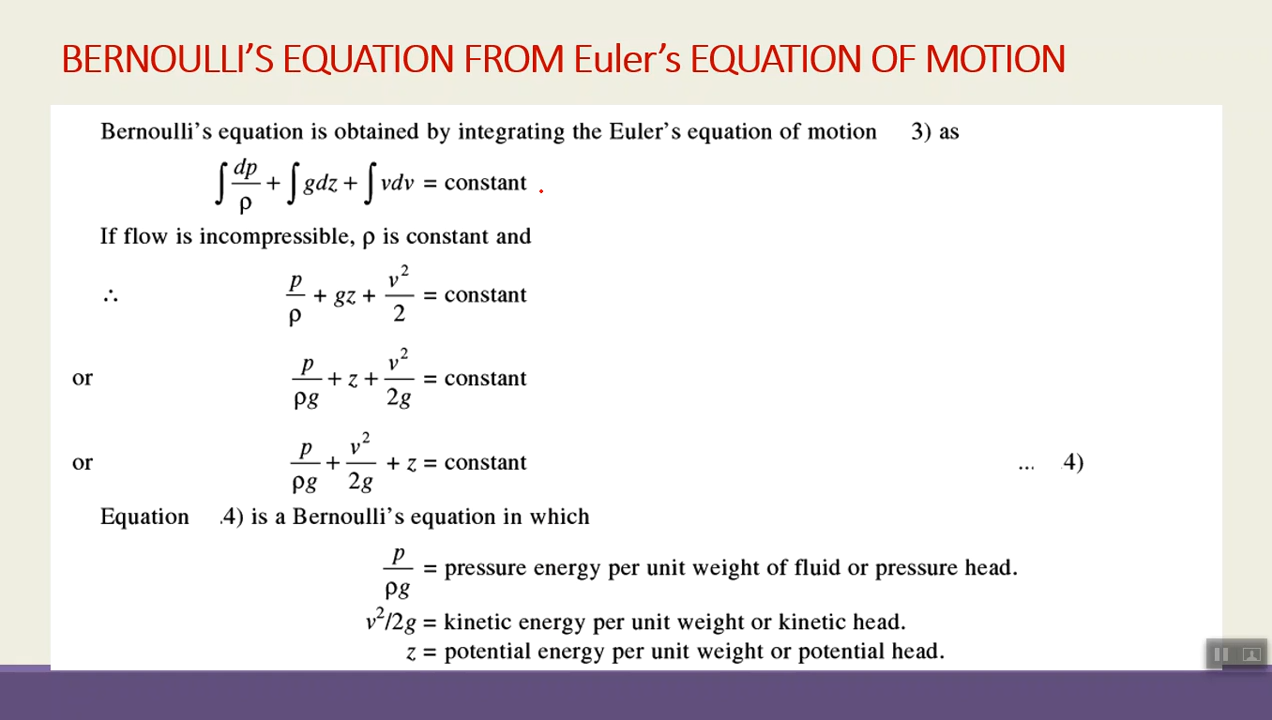 BERNOULLI'S EQUATION FROM Euler's EQUATION OF MOTION
Bernoulli's equation is obtained by integrating the Euler's equation of motion 3) as
∫ dp/ρ + ∫ gdz + ∫ vdv = constant
If flow is incompressible, ρ is constant and
∴ p/ρ + gz + v²/2 = constant
or p/ρg + z + v²/2g = constant
or p/ρg + v²/2g + z = constant ... 4)
Equation .4) is a Bernoulli's equation in which
p/ρg = pressure energy per unit weight of fluid or pressure head.
v²/2g = kinetic energy per unit weight or kinetic head.
z = potential energy per unit weight or potential head.